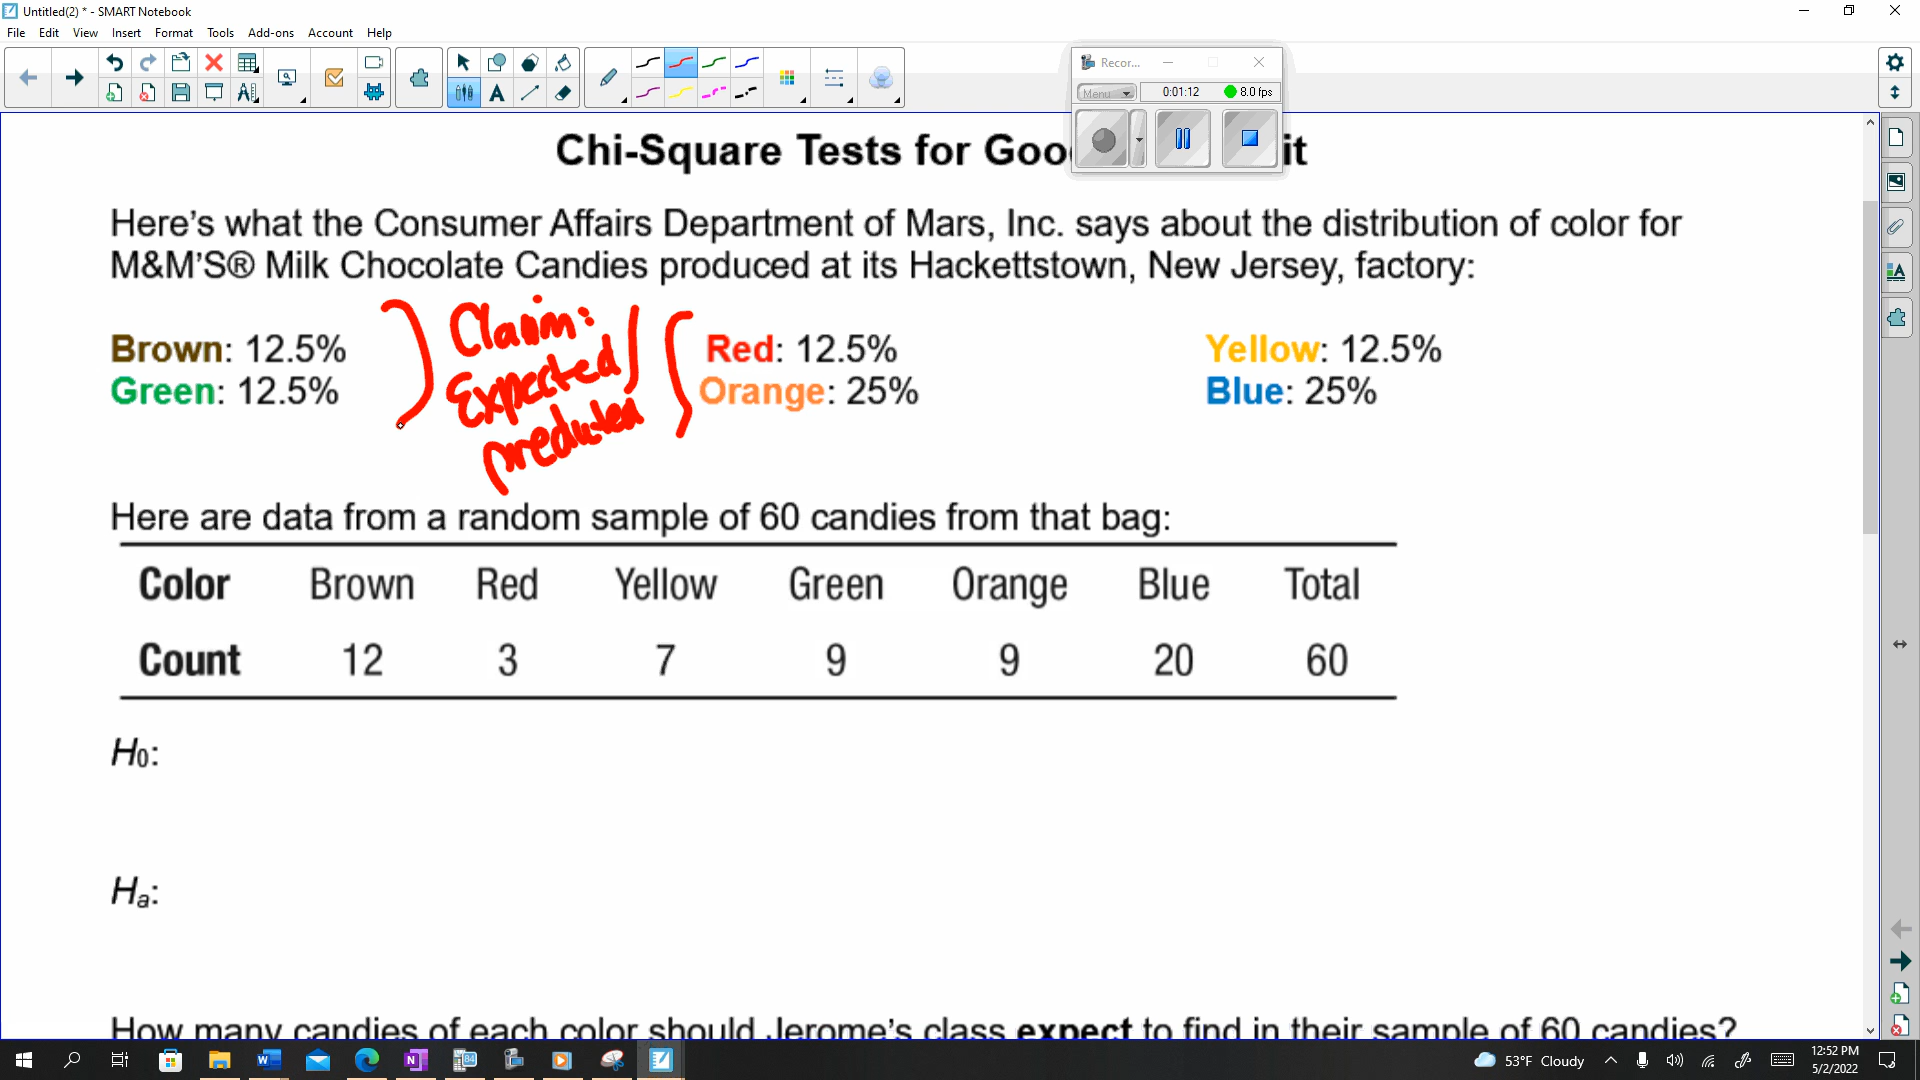 Untitled(2) * - SMART Notebook
File Edit View Insert Format Tools Add-ons Account Help
Recor...
Menu 0:01:12 8.0 fps
Chi-Square Tests for Goo it
Here's what the Consumer Affairs Department of Mars, Inc. says about the distribution of color for
M&M'S® Milk Chocolate Candies produced at its Hackettstown, New Jersey, factory:
Claim:
Expected
Brown: 12.5% Red: 12.5% Yellow: 12.5%
Green: 12.5% Orange: 25% Blue: 25%
Here are data from a random sample of 60 candies from that bag:
Color Brown Red Yellow Green Orange Blue Total
Count 12 3 7 9 9 20 60
H0:
Ha:
How many candies of each color should Jerome's class expect to find in their sample of 60 candies?
53°F Cloudy
12:52 PM
5/2/2022